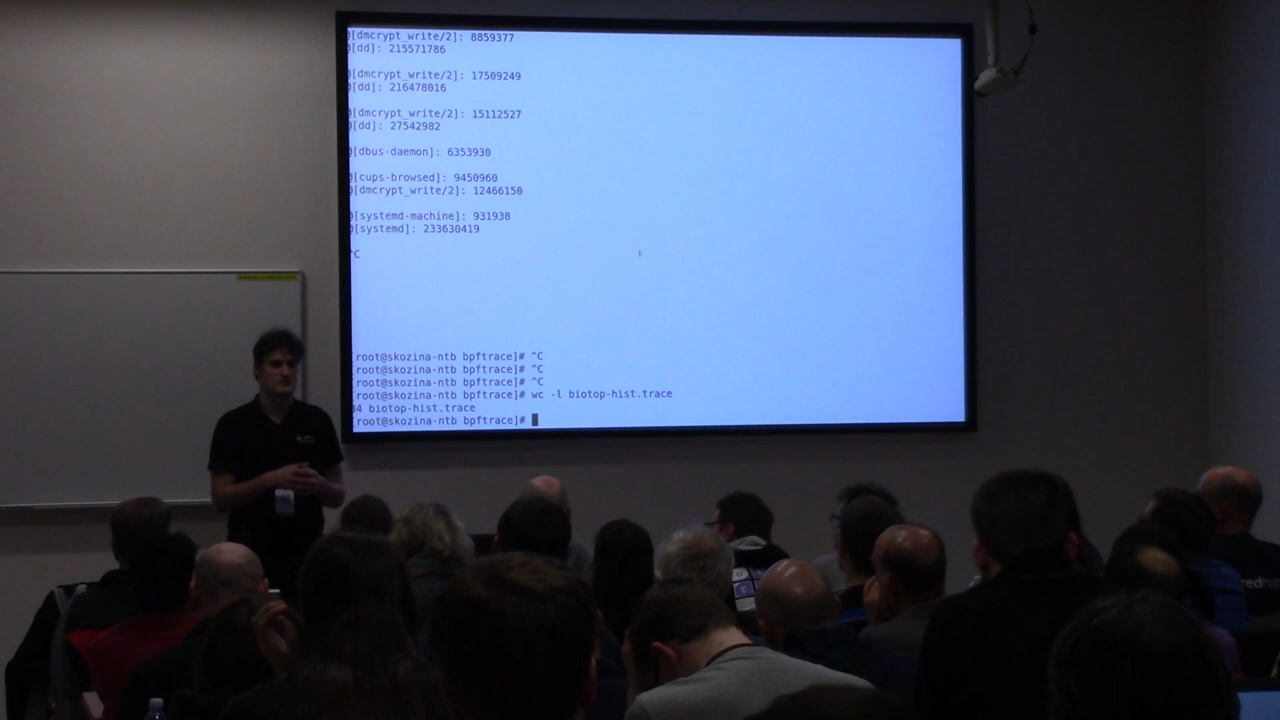 @[dmcrypt_write/2]: 8859377
@[dd]: 215571786
@[dmcrypt_write/2]: 17509249
@[dd]: 216478016
@[dmcrypt_write/2]: 15112527
@[dd]: 27542982
@[dbus-daemon]: 6353930
@[cups-browsed]: 9450960
@[dmcrypt_write/2]: 12466150
@[systemd-machine]: 931938
@[systemd]: 233630419
^C
[root@skozina-ntb bpftrace]# ^C
[root@skozina-ntb bpftrace]# ^C
[root@skozina-ntb bpftrace]# ^C
[root@skozina-ntb bpftrace]# wc -l biotop-hist.trace
34 biotop-hist.trace
[root@skozina-ntb bpftrace]#
redha